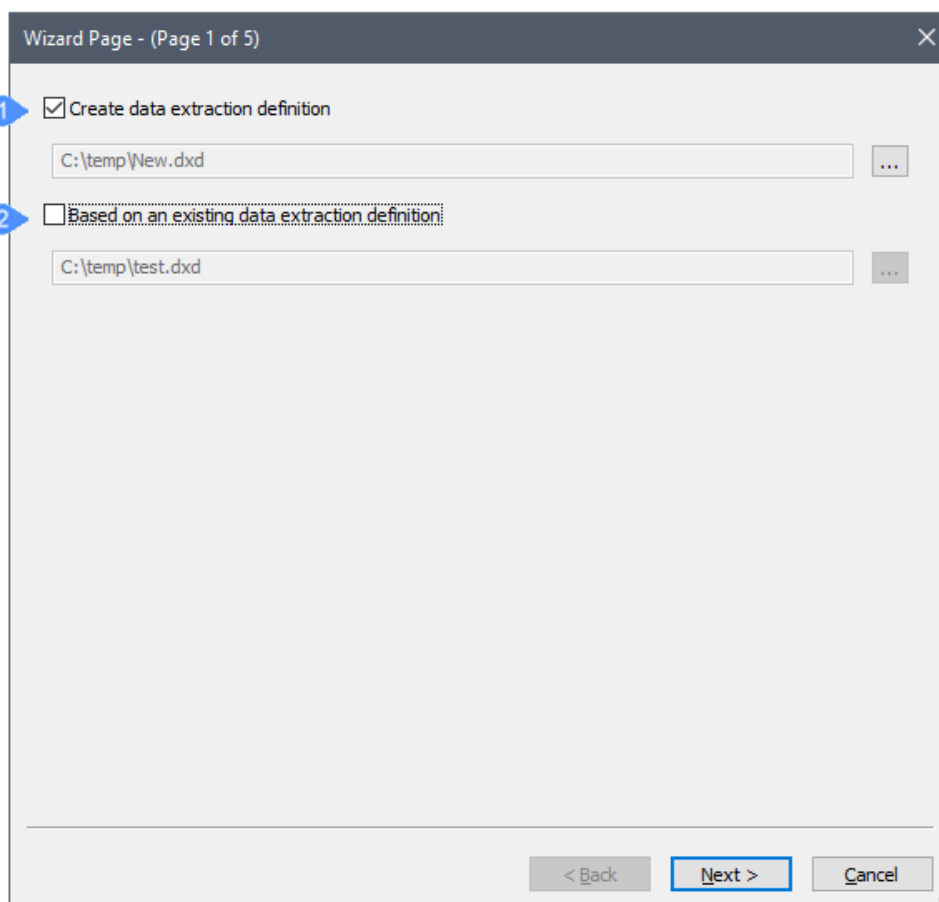 Wizard Page - (Page 1 of 5)
1
Create data extraction definition
C:\temp\New.dxd
...
2
Based on an existing data extraction definition
C:\temp\test.dxd
...
< Back
Next >
Cancel